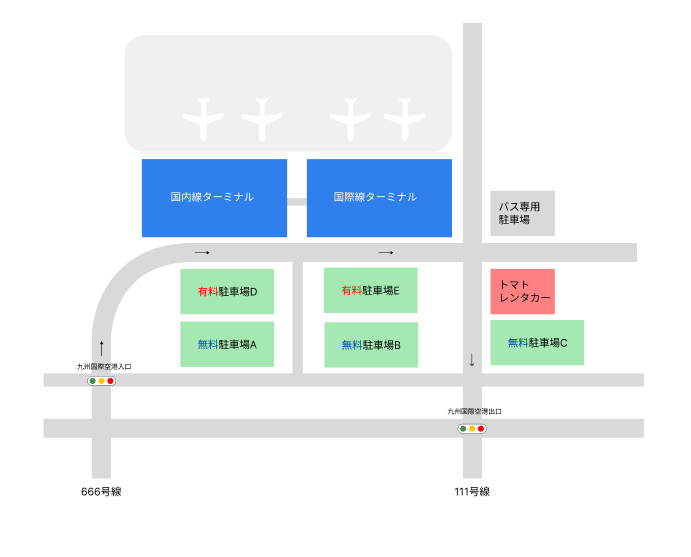 国内線ターミナル
国際線ターミナル
バス専用
駐車場
有料駐車場D
有料駐車場E
トマト
レンタカー
無料駐車場A
無料駐車場B
無料駐車場C
九州国際空港入口
九州国際空港出口
666号線
111号線